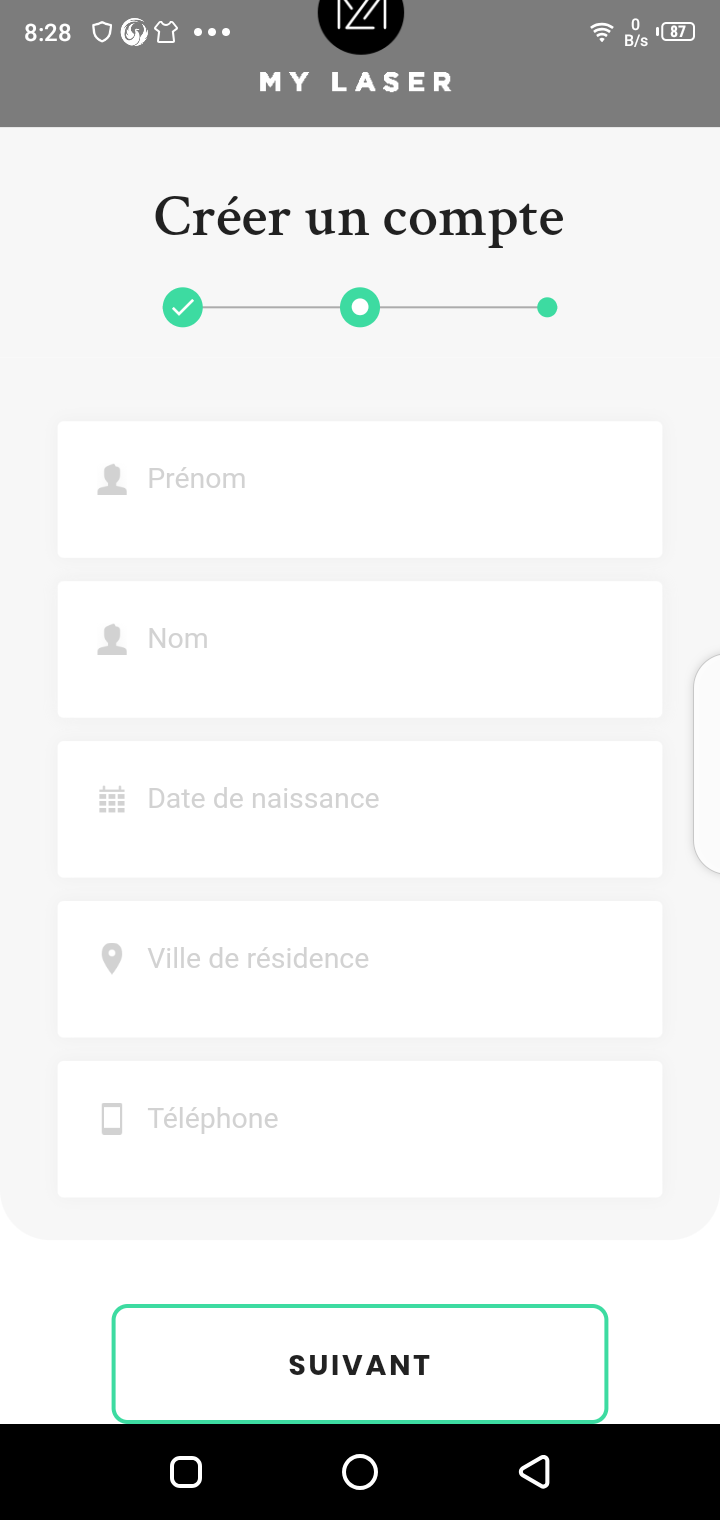 8:28
0
B/s
87
MY LASER
Créer un compte
Prénom
Nom
Date de naissance
Ville de résidence
Téléphone
SUIVANT